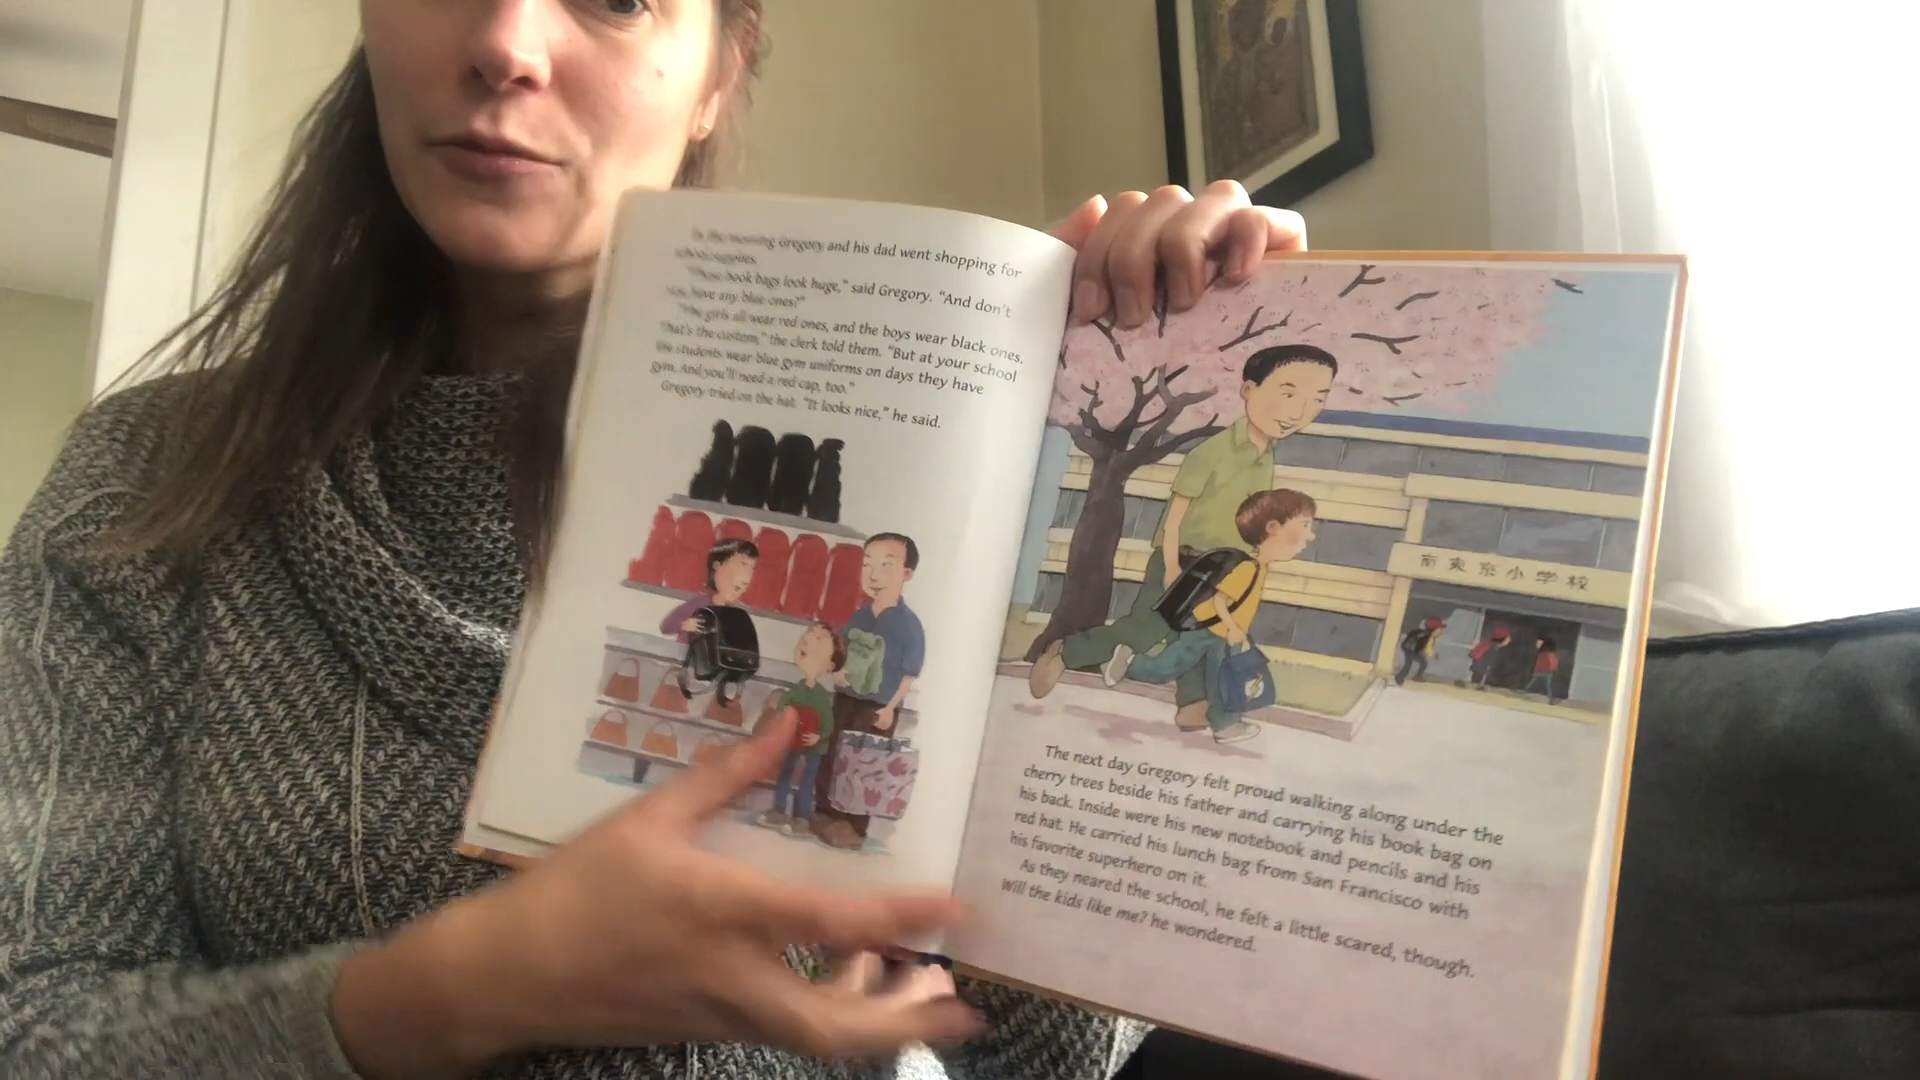 In the morning Gregory and his dad went shopping for
school supplies.
"Those book bags look huge," said Gregory. "And don't
you have any blue ones?"
"The girls all wear red ones, and the boys wear black ones.
That's the custom," the clerk told them. "But at your school
the students wear blue gym uniforms on days they have
gym. And you'll need a red cap, too."
Gregory tried on the hat. "It looks nice," he said.
南東京小学校
The next day Gregory felt proud walking along under the
cherry trees beside his father and carrying his book bag on
his back. Inside were his new notebook and pencils and his
red hat. He carried his lunch bag from San Francisco with
his favorite superhero on it.
As they neared the school, he felt a little scared, though.
Will the kids like me? he wondered.